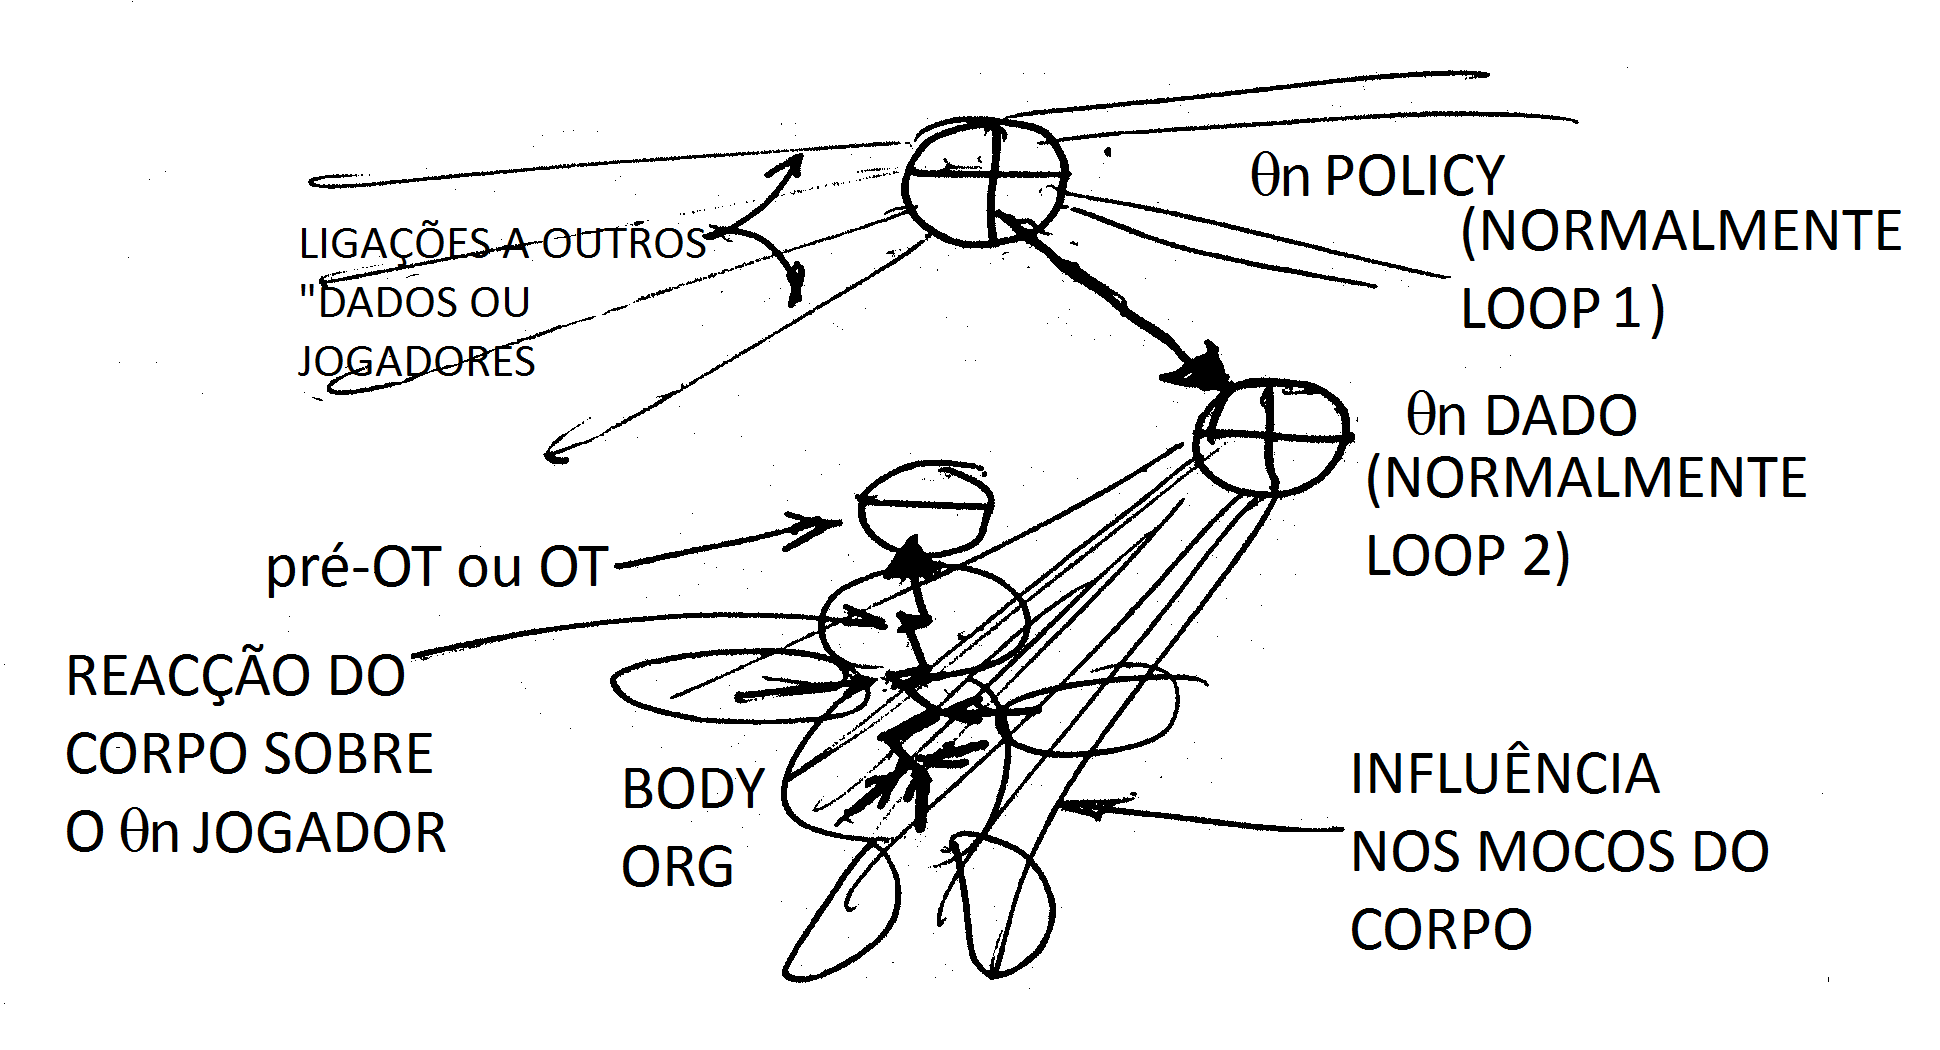 θn POLICY
(NORMALMENTE
LOOP 1)
LIGAÇÕES A OUTROS
"DADOS OU
JOGADORES
θn DADO
(NORMALMENTE
LOOP 2)
pré-OT ou OT
REACÇÃO DO
CORPO SOBRE
O θn JOGADOR
BODY
ORG
INFLUÊNCIA
NOS MOCOS DO
CORPO